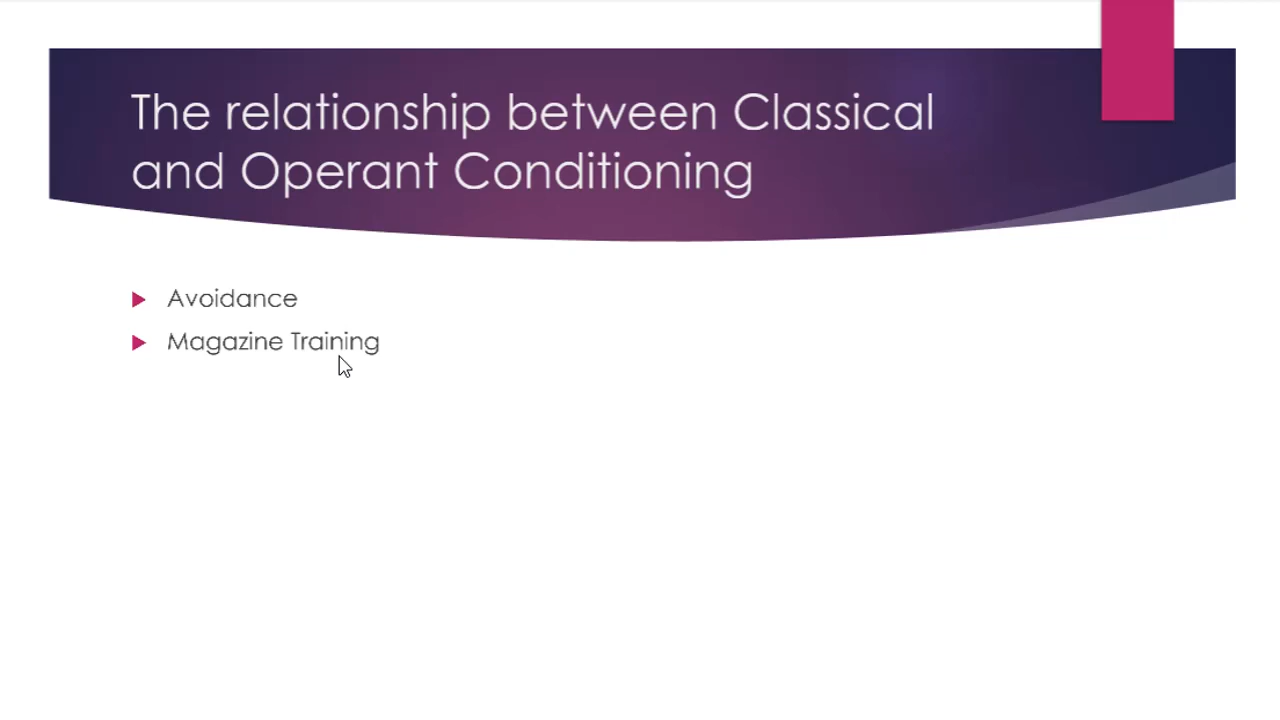 The relationship between Classical
and Operant Conditioning
Avoidance
Magazine Training